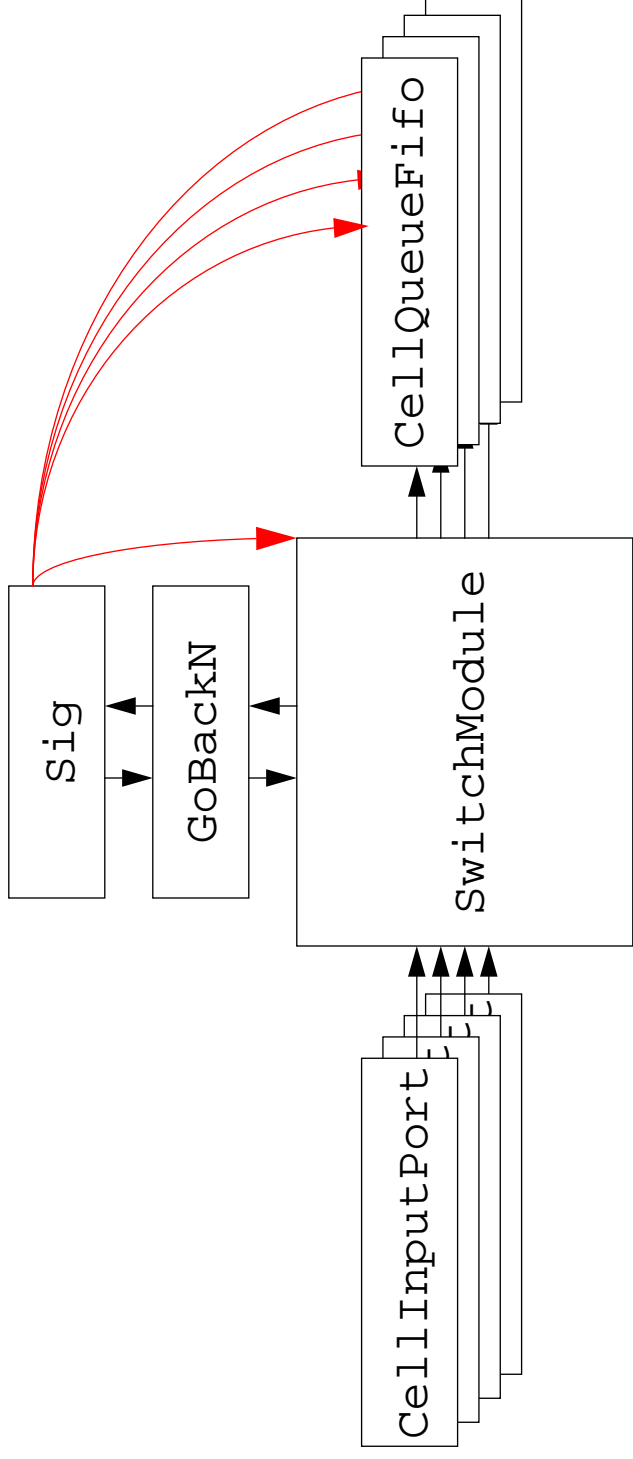 Sig
GoBackN
SwitchModule
CellInputPort
t
t
t
CellQueueFifo